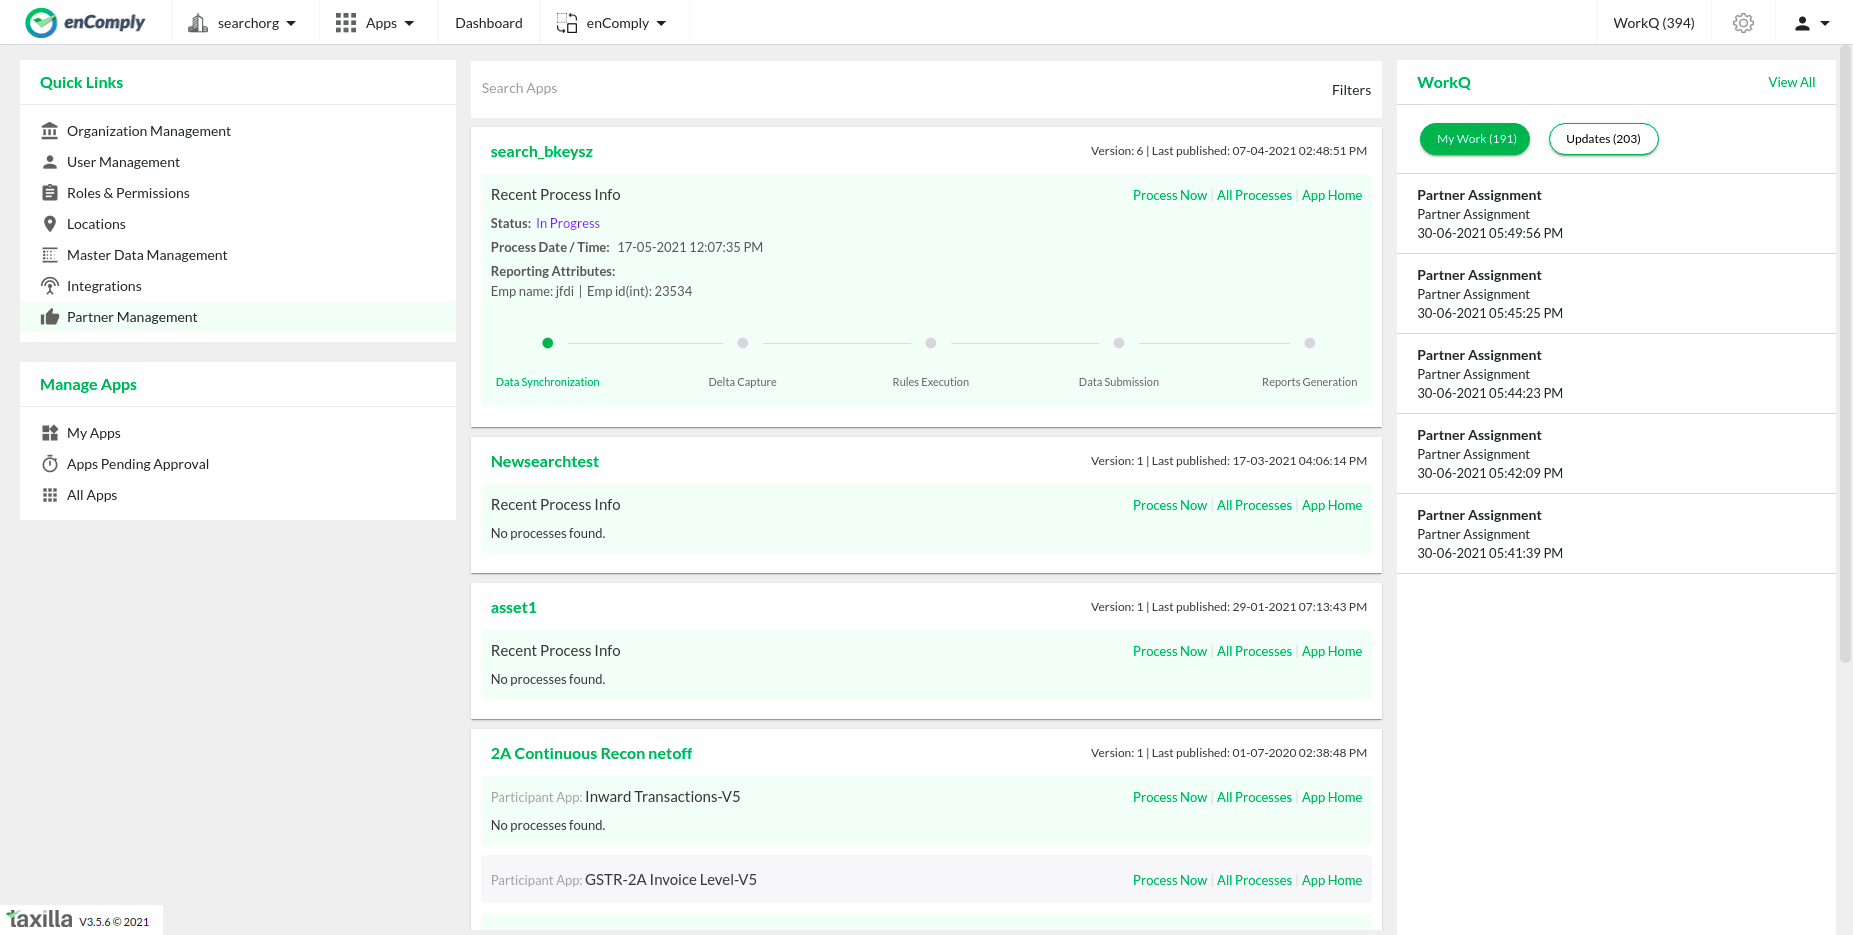 enComply
searchorg
Apps
Dashboard
enComply
WorkQ (394)
Quick Links
Organization Management
User Management
Roles & Permissions
Locations
Master Data Management
Integrations
Partner Management
Manage Apps
My Apps
Apps Pending Approval
All Apps
Search Apps
Filters
search_bkeysz
Version: 6 | Last published: 07-04-2021 02:48:51 PM
Recent Process Info
Process Now | All Processes | App Home
Status: In Progress
Process Date / Time: 17-05-2021 12:07:35 PM
Reporting Attributes:
Emp name: jfdi | Emp id(int): 23534
Data Synchronization
Delta Capture
Rules Execution
Data Submission
Reports Generation
Newsearchtest
Version: 1 | Last published: 17-03-2021 04:06:14 PM
Recent Process Info
Process Now | All Processes | App Home
No processes found.
asset1
Version: 1 | Last published: 29-01-2021 07:13:43 PM
Recent Process Info
Process Now | All Processes | App Home
No processes found.
2A Continuous Recon netoff
Version: 1 | Last published: 01-07-2020 02:38:48 PM
Participant App: Inward Transactions-V5
Process Now | All Processes | App Home
No processes found.
Participant App: GSTR-2A Invoice Level-V5
Process Now | All Processes | App Home
WorkQ
View All
My Work (191)
Updates (203)
Partner Assignment
Partner Assignment
30-06-2021 05:49:56 PM
Partner Assignment
Partner Assignment
30-06-2021 05:45:25 PM
Partner Assignment
Partner Assignment
30-06-2021 05:44:23 PM
Partner Assignment
Partner Assignment
30-06-2021 05:42:09 PM
Partner Assignment
Partner Assignment
30-06-2021 05:41:39 PM
taxilla V3.5.6 © 2021